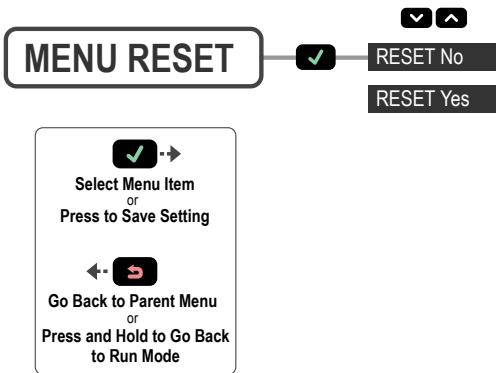 MENU RESET
RESET No
RESET Yes
Select Menu Item
or
Press to Save Setting
Go Back to Parent Menu
or
Press and Hold to Go Back
to Run Mode